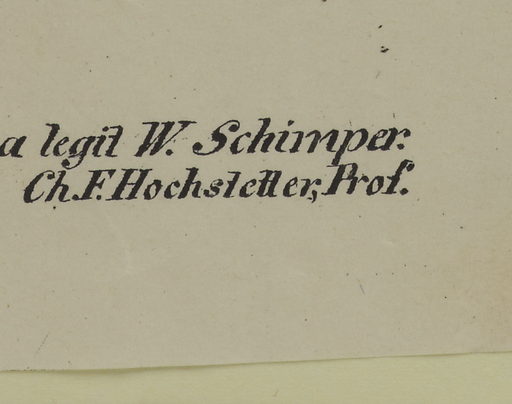 a legit W. Schimper.
Ch. F. Hochstetter, Prof.